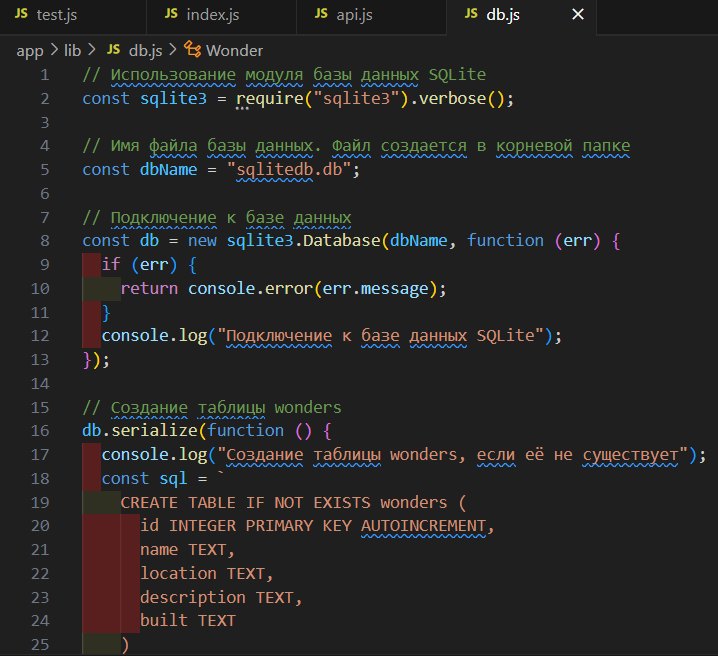 JS test.js JS index.js JS api.js JS db.js ×
app > lib > JS db.js > Wonder
1 // Использование модуля базы данных SQLite
2 const sqlite3 = require("sqlite3").verbose();
3
4 // Имя файла базы данных. Файл создается в корневой папке
5 const dbName = "sqlitedb.db";
6
7 // Подключение к базе данных
8 const db = new sqlite3.Database(dbName, function (err) {
9 if (err) {
10 return console.error(err.message);
11 }
12 console.log("Подключение к базе данных SQLite");
13 });
14
15 // Создание таблицы wonders
16 db.serialize(function () {
17 console.log("Создание таблицы wonders, если её не существует");
18 const sql = `
19 CREATE TABLE IF NOT EXISTS wonders (
20 id INTEGER PRIMARY KEY AUTOINCREMENT,
21 name TEXT,
22 location TEXT,
23 description TEXT,
24 built TEXT
25 )